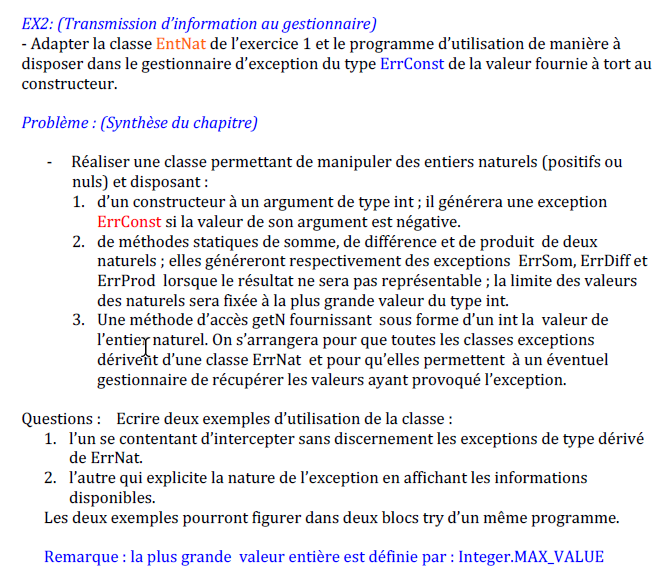 EX2: (Transmission d'information au gestionnaire)
- Adapter la classe EntNat de l'exercice 1 et le programme d'utilisation de manière à
disposer dans le gestionnaire d'exception du type ErrConst de la valeur fournie à tort au
constructeur.
Problème : (Synthèse du chapitre)
- Réaliser une classe permettant de manipuler des entiers naturels (positifs ou
nuls) et disposant :
1. d'un constructeur à un argument de type int ; il générera une exception
ErrConst si la valeur de son argument est négative.
2. de méthodes statiques de somme, de différence et de produit de deux
naturels ; elles généreront respectivement des exceptions ErrSom, ErrDiff et
ErrProd lorsque le résultat ne sera pas représentable ; la limite des valeurs
des naturels sera fixée à la plus grande valeur du type int.
3. Une méthode d'accès getN fournissant sous forme d'un int la valeur de
l'entier naturel. On s'arrangera pour que toutes les classes exceptions
dérivent d'une classe ErrNat et pour qu'elles permettent à un éventuel
gestionnaire de récupérer les valeurs ayant provoqué l'exception.
Questions : Ecrire deux exemples d'utilisation de la classe :
1. l'un se contentant d'intercepter sans discernement les exceptions de type dérivé
de ErrNat.
2. l'autre qui explicite la nature de l'exception en affichant les informations
disponibles.
Les deux exemples pourront figurer dans deux blocs try d'un même programme.
Remarque : la plus grande valeur entière est définie par : Integer.MAX_VALUE